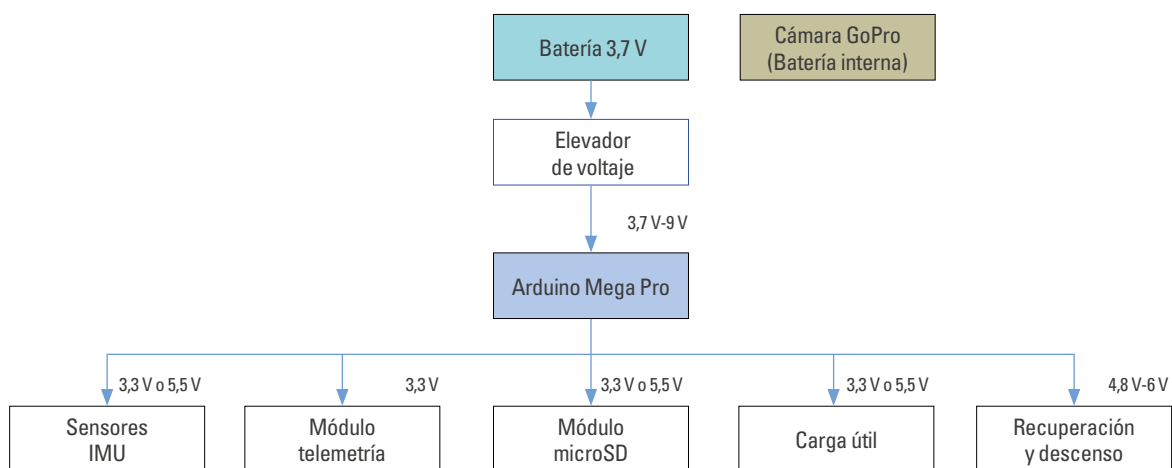 Batería 3,7 V
Cámara GoPro
(Batería interna)
Elevador
de voltaje
3,7 V-9 V
Arduino Mega Pro
3,3 V o 5,5 V
3,3 V
3,3 V o 5,5 V
3,3 V o 5,5 V
4,8 V-6 V
Sensores
IMU
Módulo
telemetría
Módulo
microSD
Carga útil
Recuperación
y descenso